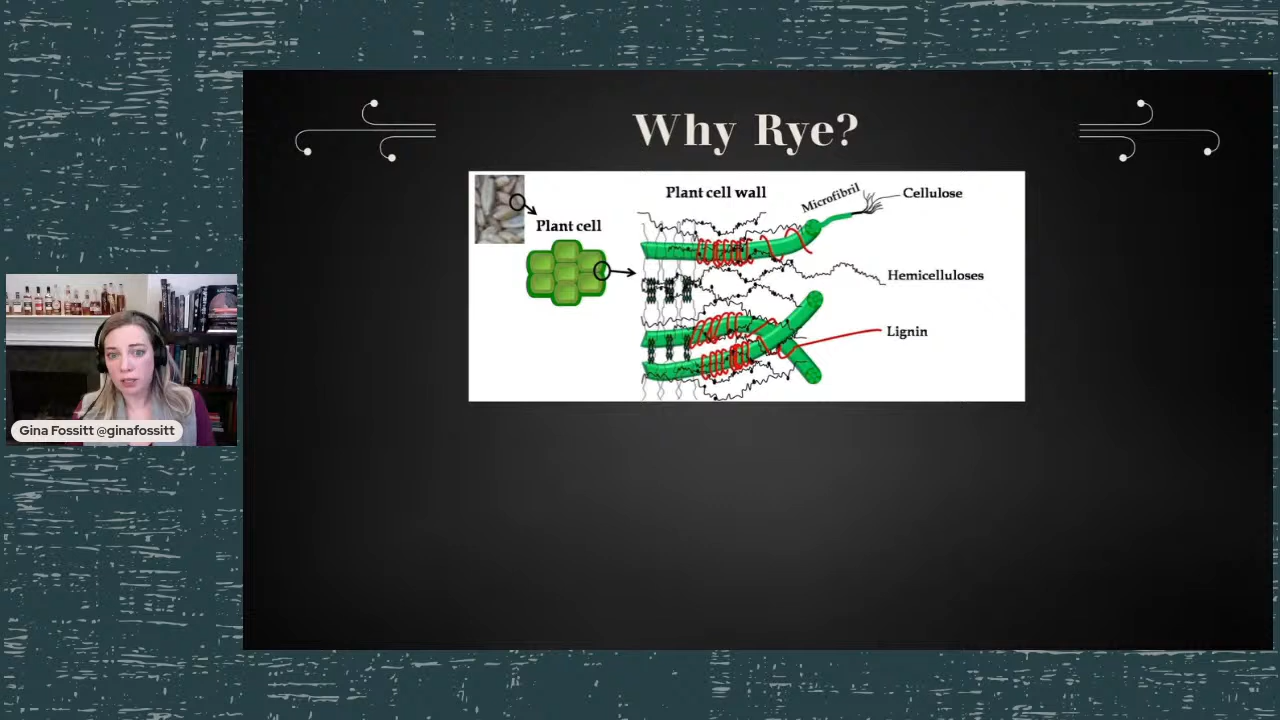 Why Rye?
Plant cell wall
Microfibril
Cellulose
Plant cell
Hemicelluloses
Lignin
Gina Fossitt @ginafossitt